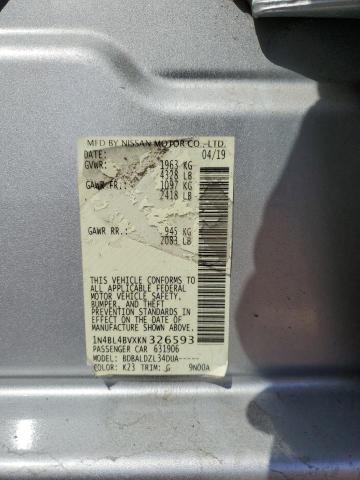 MFD BY NISSAN MOTOR CO., LTD.
DATE: 04/19
GVWR: 1963 KG
4328 LB
GAWR FR: 1097 KG
2418 LB
GAWR RR: 945 KG
2083 LB
THIS VEHICLE CONFORMS TO
ALL APPLICABLE FEDERAL
MOTOR VEHICLE SAFETY,
BUMPER, AND THEFT
PREVENTION STANDARDS IN
EFFECT ON THE DATE OF
MANUFACTURE SHOWN ABOVE.
1N4BL4BVXKN326593
PASSENGER CAR 631906
MODEL: BDBALDZL34DUA-----
COLOR: K23 TRIM: G 9N00A